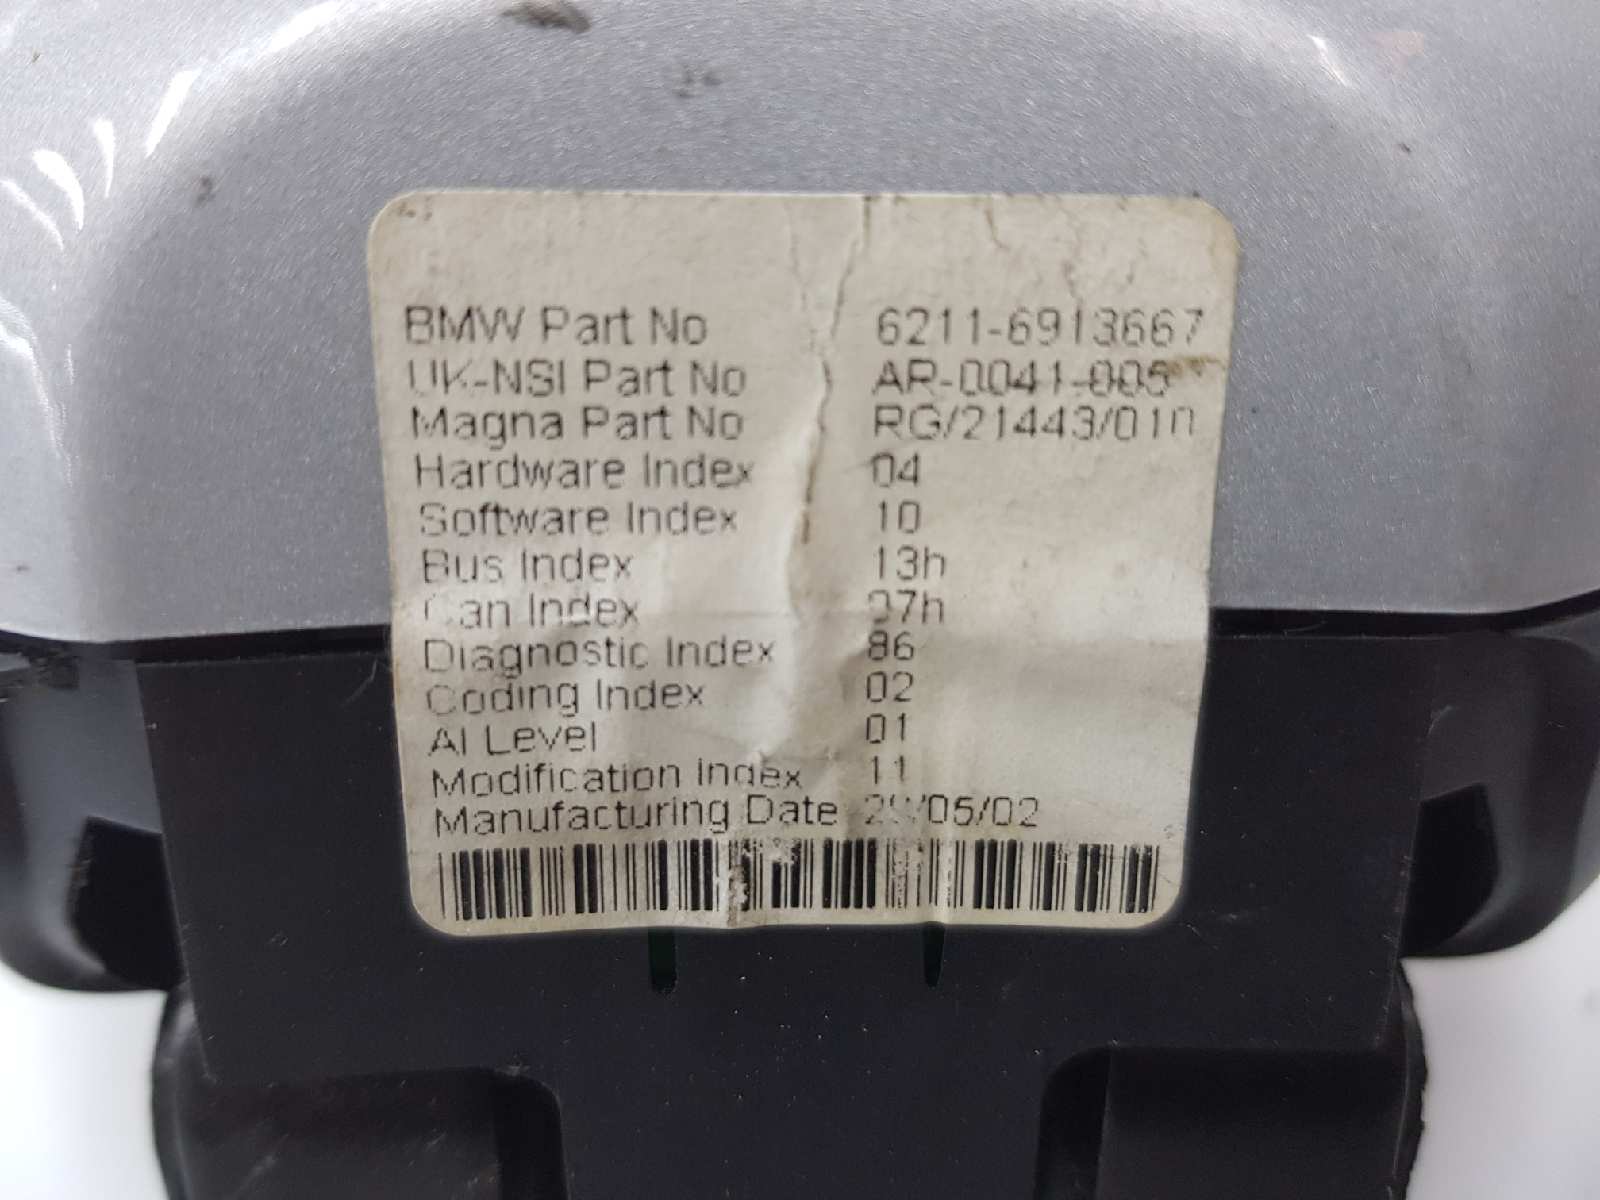 BMW Part No 6211-6913667
UK-NSI Part No AR-0041-005
Magna Part No RG/21443/010
Hardware Index 04
Software Index 10
Bus Index 13h
Can Index 07h
Diagnostic Index 86
Coding Index 02
AI Level 01
Modification Index 11
Manufacturing Date